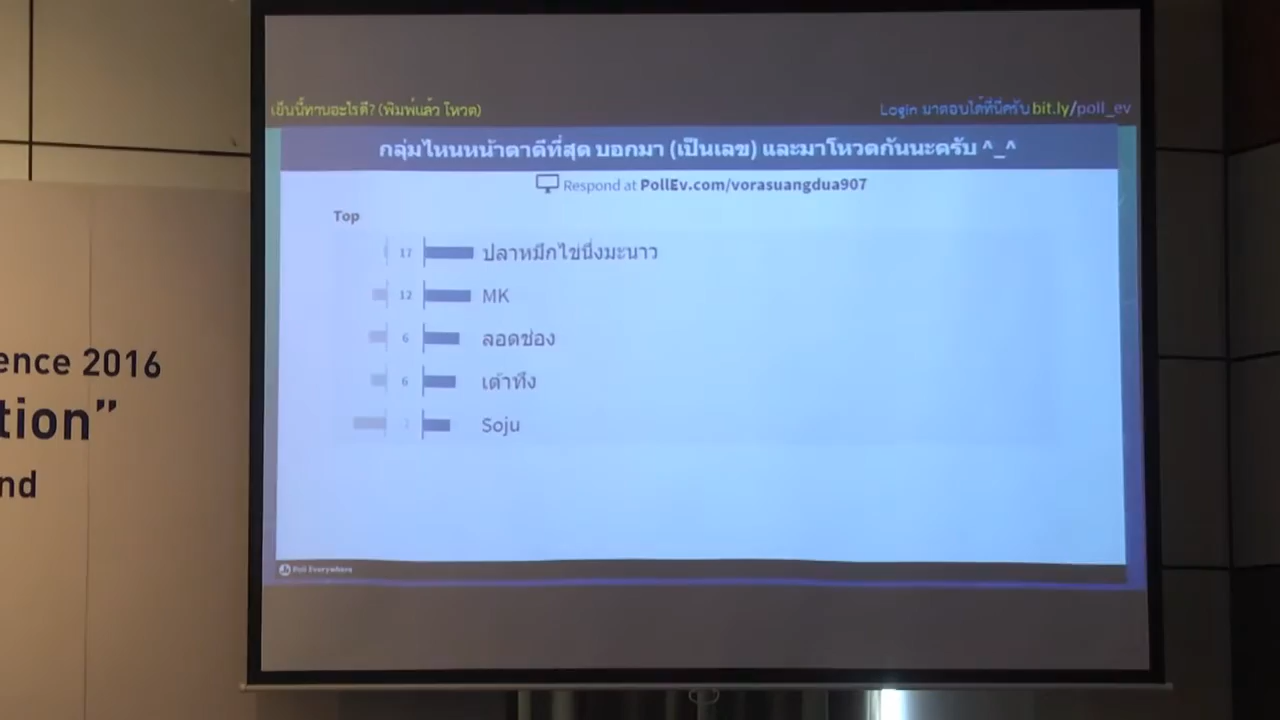 เย็นนี้ทานอะไรดี? (พิมพ์แล้ว โหวต)
Login มาตอบได้ที่นี่ครับ bit.ly/poll_ev
กลุ่มไหนหน้าตาดีที่สุด บอกมา (เป็นเลข) และมาโหวตกันนะครับ ^_^
Respond at PollEv.com/vorasuangdua907
Top
17 ปลาหมึกไข่นึ่งมะนาว
12 MK
6 ลอดช่อง
6 เต้าทึง
Soju
Poll Everywhere
ence 2016
tion”
nd